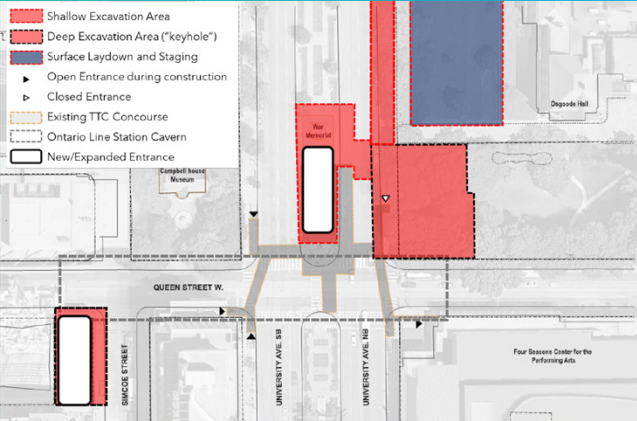 Shallow Excavation Area
Deep Excavation Area (“keyhole”)
Surface Laydown and Staging
Open Entrance during construction
Closed Entrance
Existing TTC Concourse
Ontario Line Station Cavern
New/Expanded Entrance
Osgoode Hall
War
Memorial
Campbell house
Museum
QUEEN STREET W.
SIMCOE STREET
UNIVERSITY AVE. SB
UNIVERSITY AVE. NB
Four Seasons Center for the
Performing Arts